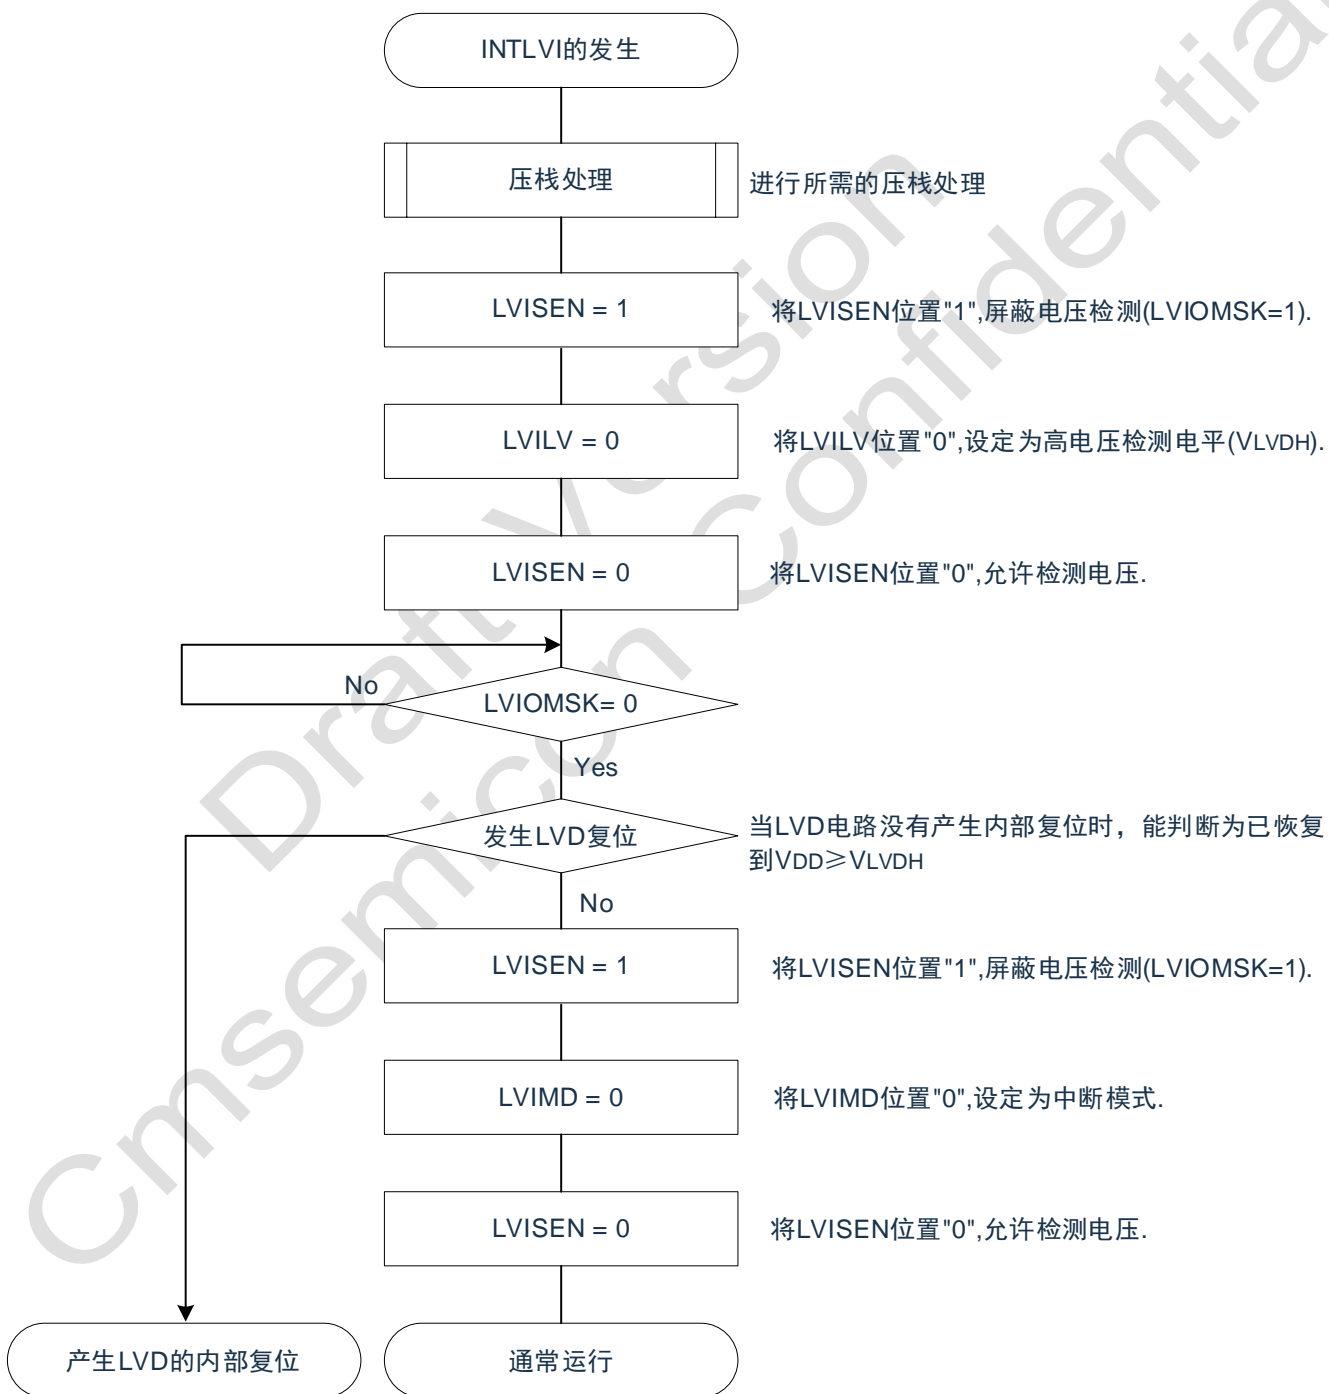 INTLVI的发生
压栈处理
进行所需的压栈处理
LVISEN = 1
将LVISEN位置"1",屏蔽电压检测(LVIOMSK=1).
LVILV = 0
将LVILV位置"0",设定为高电压检测电平(VLVDH).
LVISEN = 0
将LVISEN位置"0",允许检测电压.
No
LVIOMSK= 0
Yes
发生LVD复位
当LVD电路没有产生内部复位时，能判断为已恢复
到VDD≥VLVDH
No
LVISEN = 1
将LVISEN位置"1",屏蔽电压检测(LVIOMSK=1).
LVIMD = 0
将LVIMD位置"0",设定为中断模式.
LVISEN = 0
将LVISEN位置"0",允许检测电压.
产生LVD的内部复位
通常运行
Draft Version
Cmsemicon Confidential